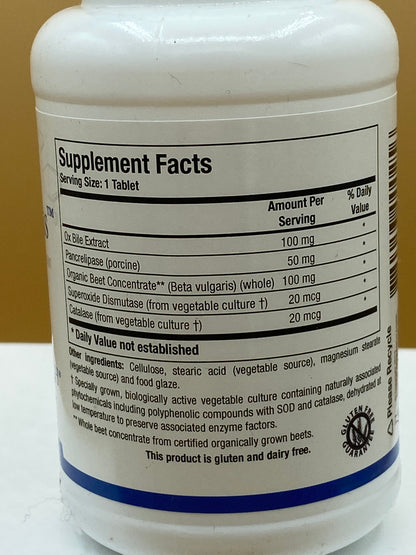 Supplement Facts
Serving Size: 1 Tablet
Amount Per Serving % Daily Value
Ox Bile Extract 100 mg *
Pancrelipase (porcine) 50 mg *
Organic Beet Concentrate** (Beta vulgaris) (whole) 100 mg *
Superoxide Dismutase (from vegetable culture †) 20 mcg *
Catalase (from vegetable culture †) 20 mcg *
* Daily Value not established
Other ingredients: Cellulose, stearic acid (vegetable source), magnesium stearate
(vegetable source) and food glaze.
† Specially grown, biologically active vegetable culture containing naturally associated
phytochemicals including polyphenolic compounds with SOD and catalase, dehydrated at
low temperature to preserve associated enzyme factors.
**Whole beet concentrate from certified organically grown beets.
This product is gluten and dairy free.
GLUTEN FREE GUARANTEE
Please recycle
TM